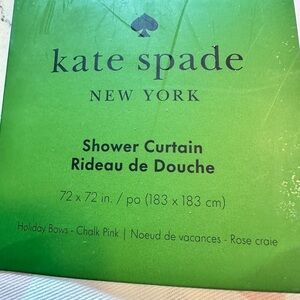 kate spade
NEW YORK
Shower Curtain
Rideau de Douche
72 x 72 in. / po (183 x 183 cm)
Holiday Bows - Chalk Pink | Noeud de vacances - Rose craie